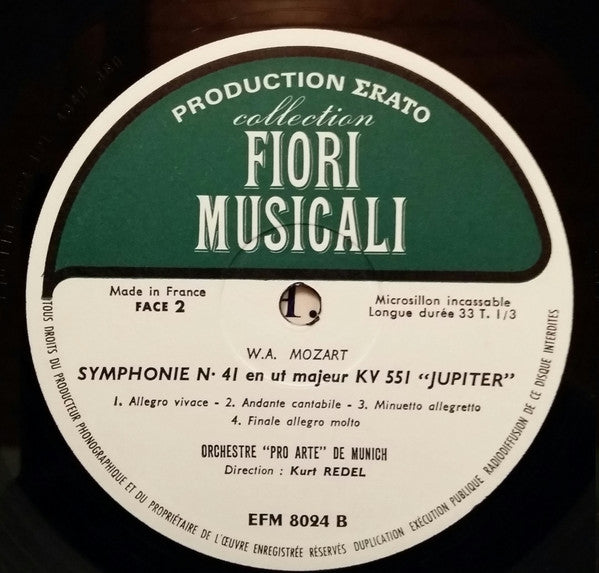 PRODUCTION ΣRATO
collection
FIORI
MUSICALI
Made in France
FACE 2
Microsillon incassable
Longue durée 33 T. 1/3
W.A. MOZART
SYMPHONIE N· 41 en ut majeur KV 551 "JUPITER"
1. Allegro vivace - 2. Andante cantabile - 3. Minuetto allegretto
4. Finale allegro molto
ORCHESTRE "PRO ARTE" DE MUNICH
Direction : Kurt REDEL
EFM 8024 B
TOUS DROITS DU PRODUCTEUR PHONOGRAPHIQUE ET DU PROPRIÉTAIRE DE L'ŒUVRE ENREGISTRÉE RÉSERVÉS DUPLICATION EXÉCUTION PUBLIQUE RADIODIFFUSION DE CE DISQUE INTERDITES